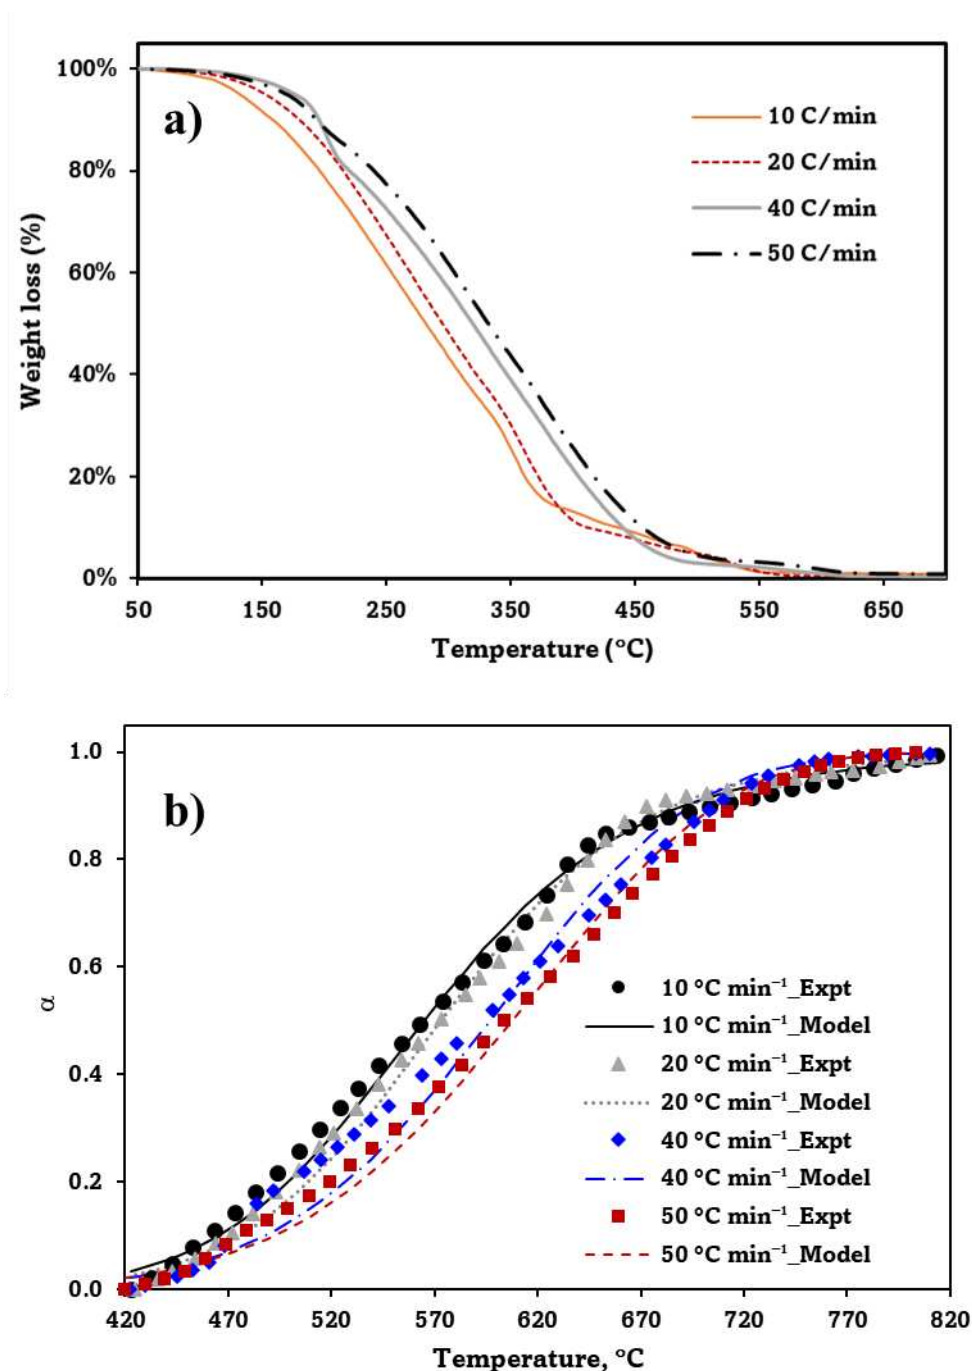 a)
100%
80%
60%
40%
20%
0%
Weight loss (%)
10 C/min
20 C/min
40 C/min
50 C/min
50 150 250 350 450 550 650
Temperature (°C)
b)
1.0
0.8
0.6
0.4
0.2
0.0
α
10 °C min⁻¹_Expt
10 °C min⁻¹_Model
20 °C min⁻¹_Expt
20 °C min⁻¹_Model
40 °C min⁻¹_Expt
40 °C min⁻¹_Model
50 °C min⁻¹_Expt
50 °C min⁻¹_Model
420 470 520 570 620 670 720 770 820
Temperature, °C